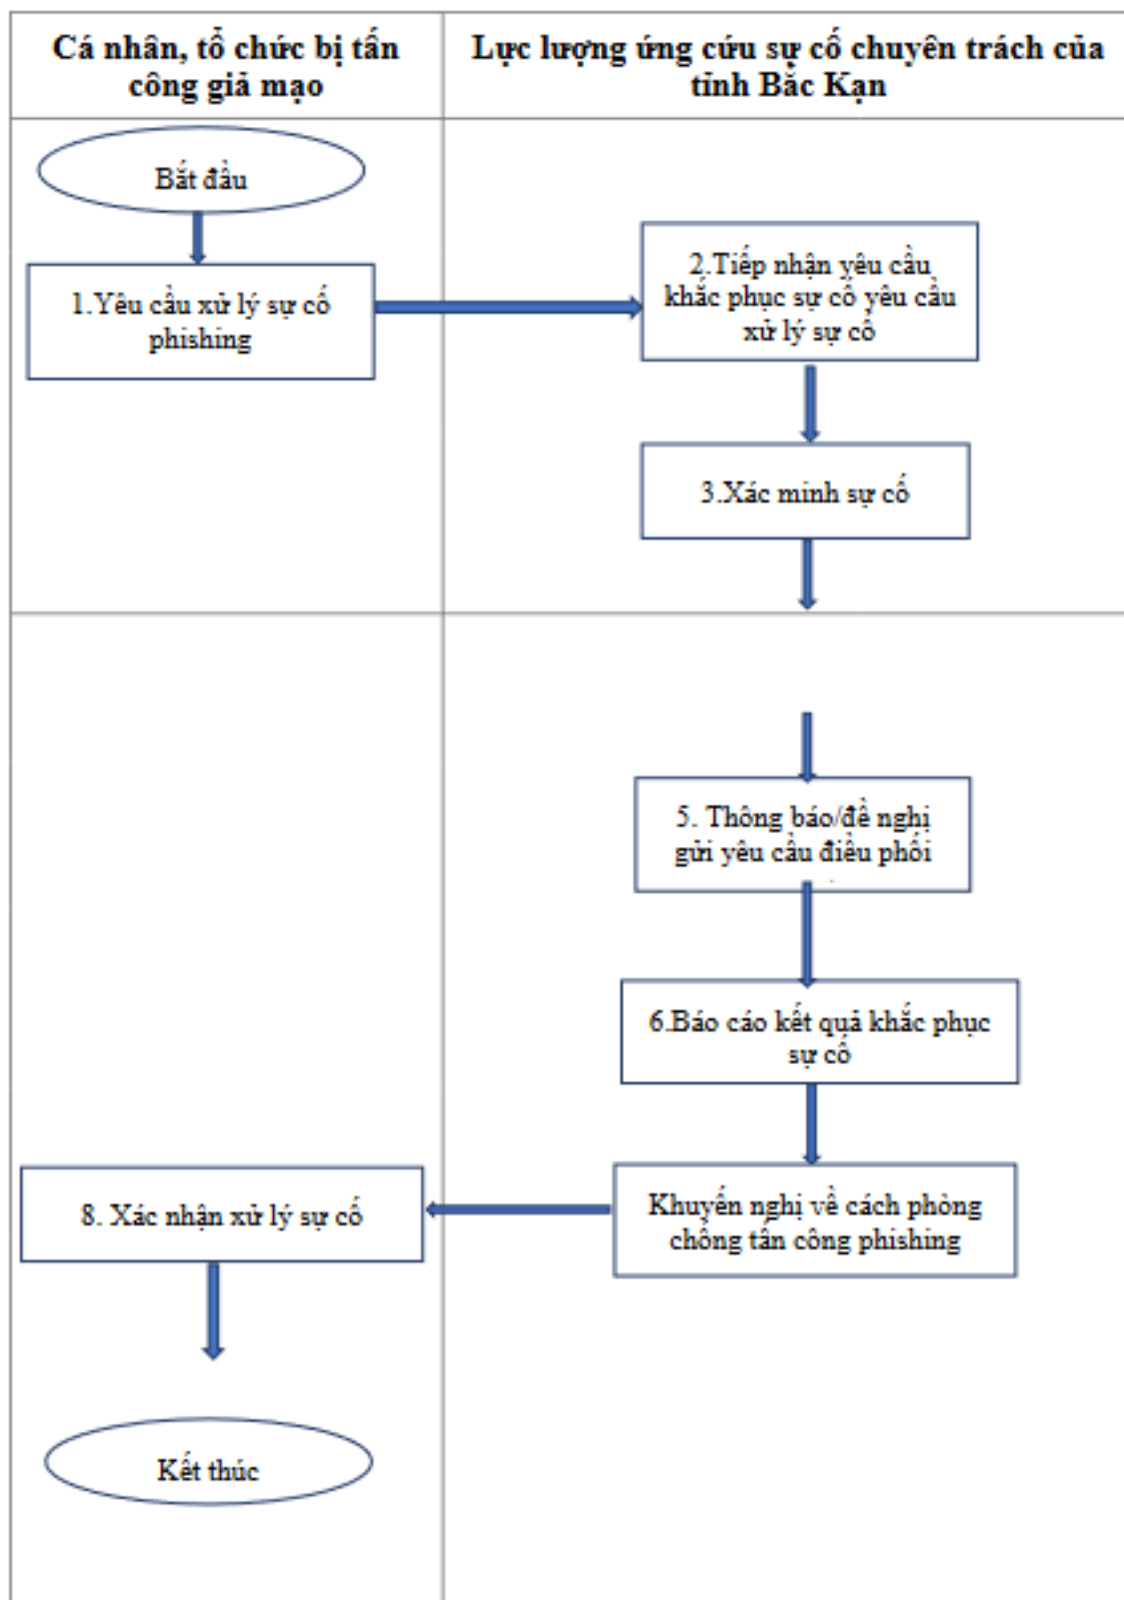 Cá nhân, tổ chức bị tấn
công giả mạo
Lực lượng ứng cứu sự cố chuyên trách của
tỉnh Bắc Kạn
Bắt đầu
1.Yêu cầu xử lý sự cố
phishing
2.Tiếp nhận yêu cầu
khắc phục sự cố yêu cầu
xử lý sự cố
3.Xác minh sự cố
5. Thông báo/đề nghị
gửi yêu cầu điều phối
6.Báo cáo kết quả khắc phục
sự cố
Khuyến nghị về cách phòng
chống tấn công phishing
8. Xác nhận xử lý sự cố
Kết thúc